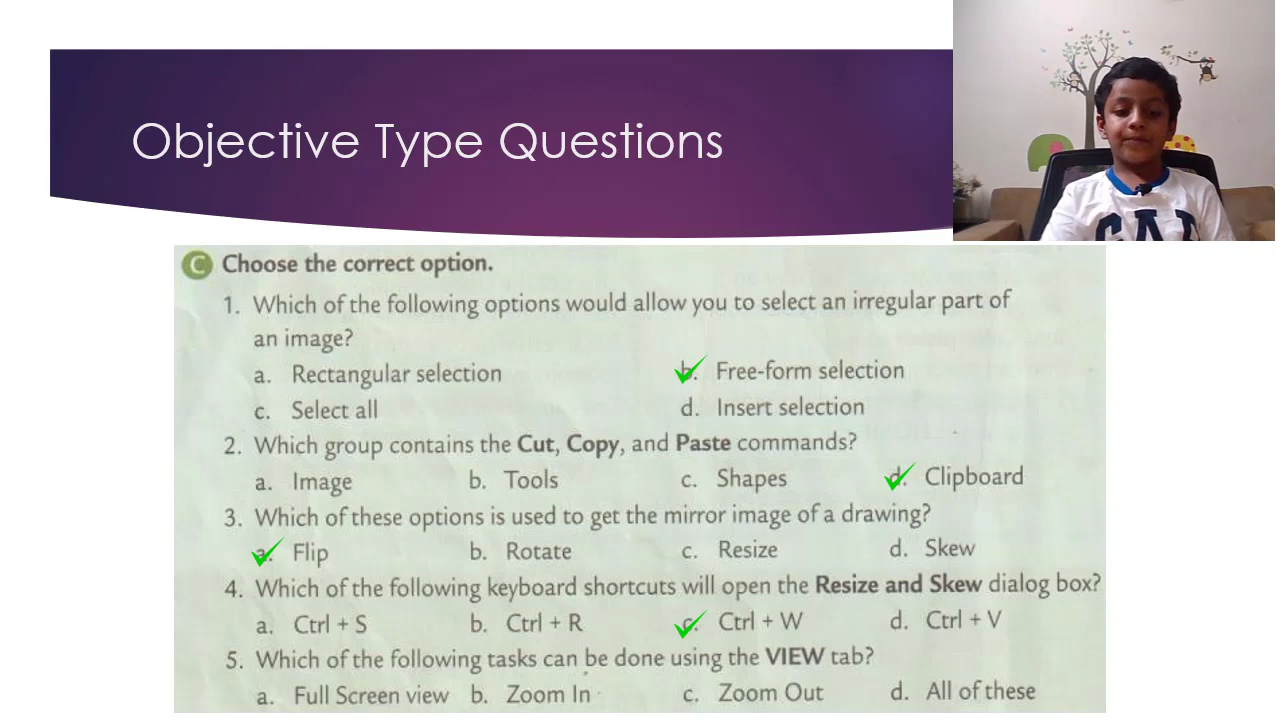 Objective Type Questions
GAP
C Choose the correct option.
1. Which of the following options would allow you to select an irregular part of
an image?
a. Rectangular selection b. Free-form selection
c. Select all d. Insert selection
2. Which group contains the Cut, Copy, and Paste commands?
a. Image b. Tools c. Shapes d. Clipboard
3. Which of these options is used to get the mirror image of a drawing?
a. Flip b. Rotate c. Resize d. Skew
4. Which of the following keyboard shortcuts will open the Resize and Skew dialog box?
a. Ctrl + S b. Ctrl + R c. Ctrl + W d. Ctrl + V
5. Which of the following tasks can be done using the VIEW tab?
a. Full Screen view b. Zoom In c. Zoom Out d. All of these